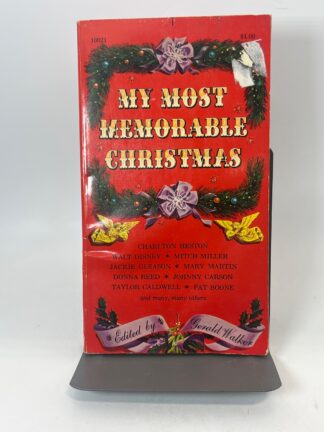 10021 $1.00
MY MOST
MEMORABLE
CHRISTMAS
CHARLTON HESTON
WALT DISNEY ★ MITCH MILLER
JACKIE GLEASON ★ MARY MARTIN
DONNA REED ★ JOHNNY CARSON
TAYLOR CALDWELL ★ PAT BOONE
and many, many others
Edited by Gerald Walker